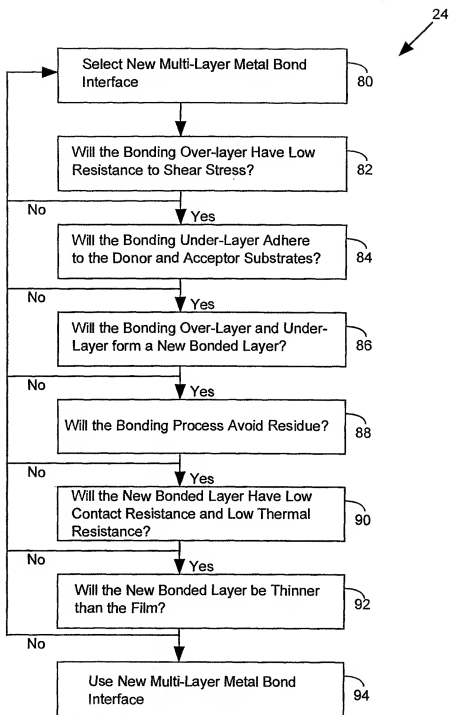 24
Select New Multi-Layer Metal Bond
Interface
80
Will the Bonding Over-layer Have Low
Resistance to Shear Stress?
82
No
Yes
Will the Bonding Under-Layer Adhere
to the Donor and Acceptor Substrates?
84
No
Yes
Will the Bonding Over-Layer and Under-
Layer form a New Bonded Layer?
86
No
Yes
Will the Bonding Process Avoid Residue?
88
No
Yes
Will the New Bonded Layer Have Low
Contact Resistance and Low Thermal
Resistance?
90
No
Yes
Will the New Bonded Layer be Thinner
than the Film?
92
No
Use New Multi-Layer Metal Bond
Interface
94